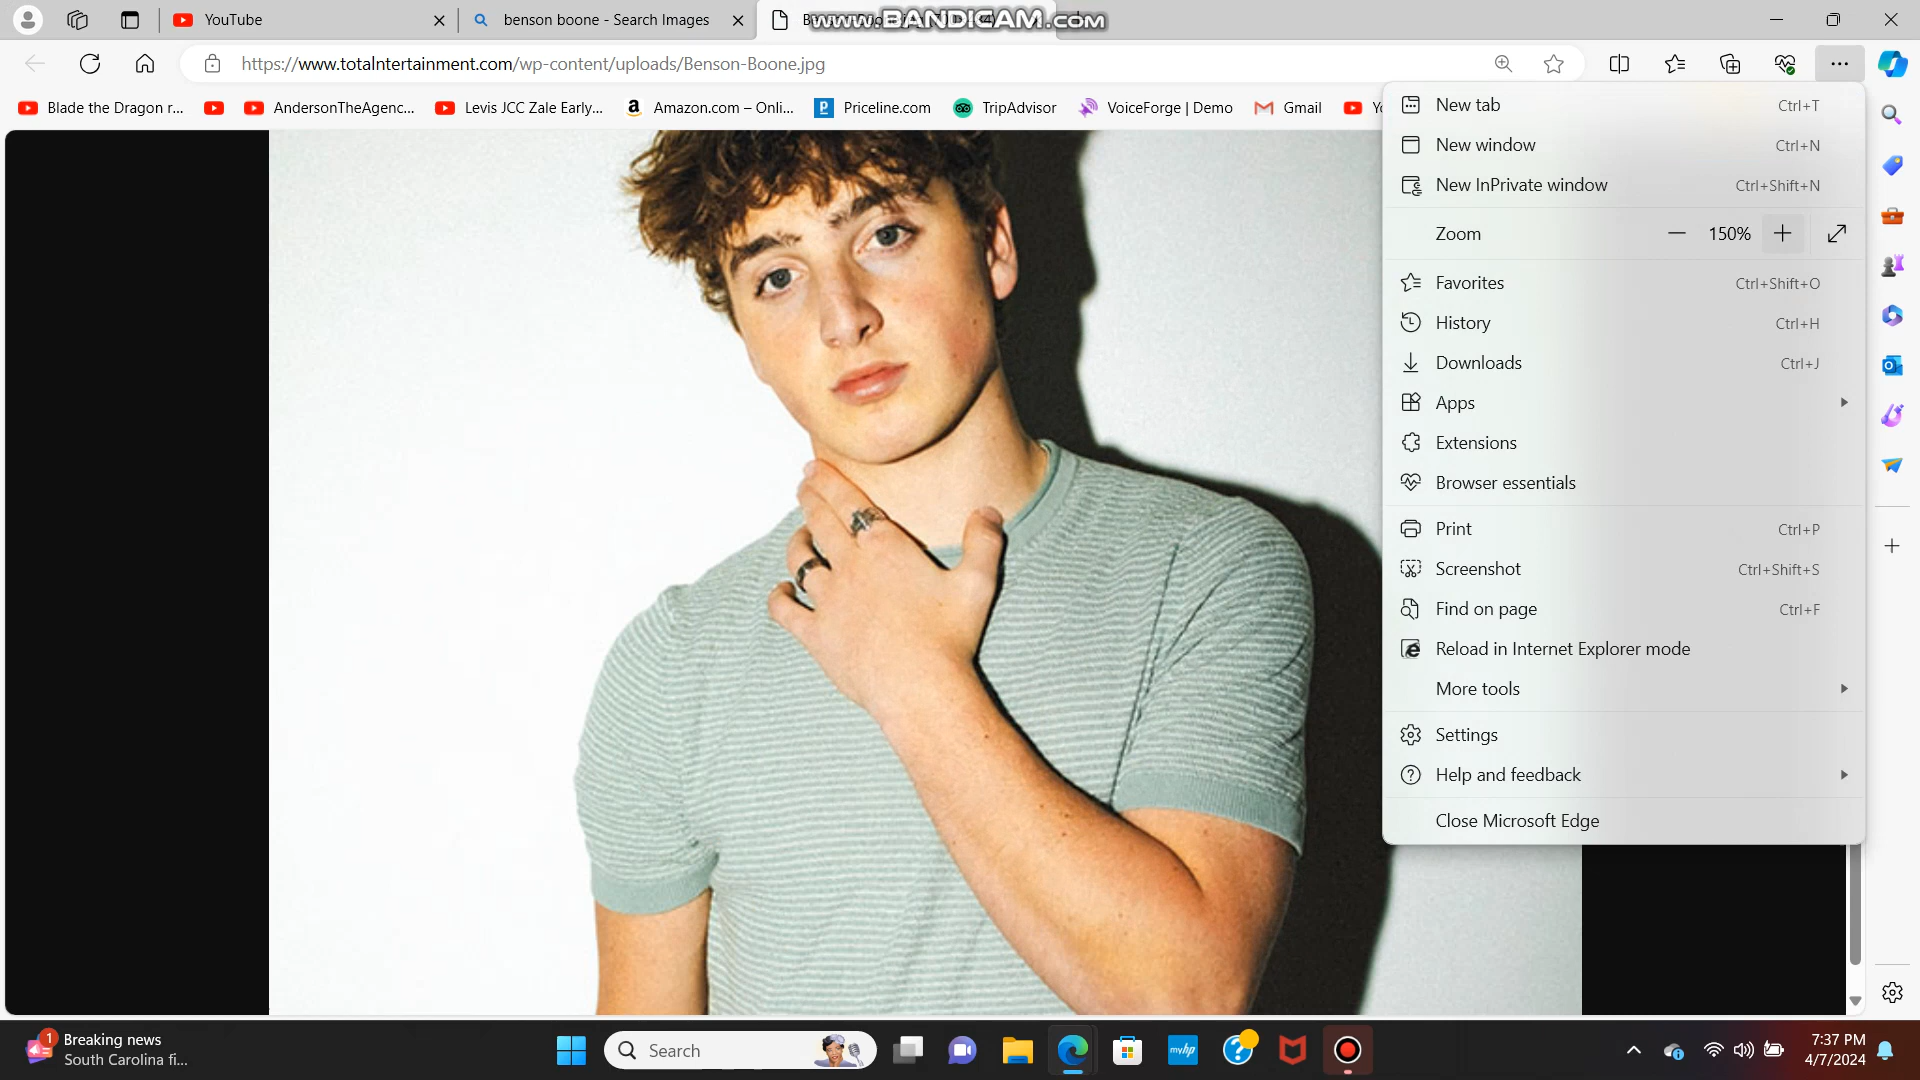 YouTube
benson boone - Search Images
www.BANDICAM.com
https://www.totalntertainment.com/wp-content/uploads/Benson-Boone.jpg
Blade the Dragon r...
AndersonTheAgenc...
Levis JCC Zale Early...
Amazon.com – Onli...
Priceline.com
TripAdvisor
VoiceForge | Demo
Gmail
New tab Ctrl+T
New window Ctrl+N
New InPrivate window Ctrl+Shift+N
Zoom 150%
Favorites Ctrl+Shift+O
History Ctrl+H
Downloads Ctrl+J
Apps
Extensions
Browser essentials
Print Ctrl+P
Screenshot Ctrl+Shift+S
Find on page Ctrl+F
Reload in Internet Explorer mode
More tools
Settings
Help and feedback
Close Microsoft Edge
1
Breaking news
South Carolina fi...
Search
myhp
7:37 PM
4/7/2024